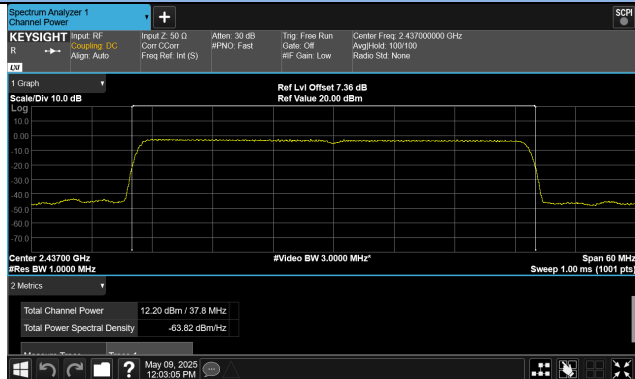 Spectrum Analyzer 1
Channel Power
SCPI
KEYSIGHT
R
LXI
Input: RF
Coupling: DC
Align: Auto
Input Z: 50 Ω
Corr CCorr
Freq Ref: Int (S)
Atten: 30 dB
#PNO: Fast
Trig: Free Run
Gate: Off
#IF Gain: Low
Center Freq: 2.437000000 GHz
Avg|Hold: 100/100
Radio Std: None
1 Graph
Scale/Div 10.0 dB
Ref Lvl Offset 7.36 dB
Ref Value 20.00 dBm
Log
10.0
0.00
-10.0
-20.0
-30.0
-40.0
-50.0
-60.0
-70.0
Center 2.43700 GHz
#Video BW 3.0000 MHz*
Span 60 MHz
#Res BW 1.0000 MHz
Sweep 1.00 ms (1001 pts)
2 Metrics
Total Channel Power 12.20 dBm / 37.8 MHz
Total Power Spectral Density -63.82 dBm/Hz
May 09, 2025
12:03:05 PM